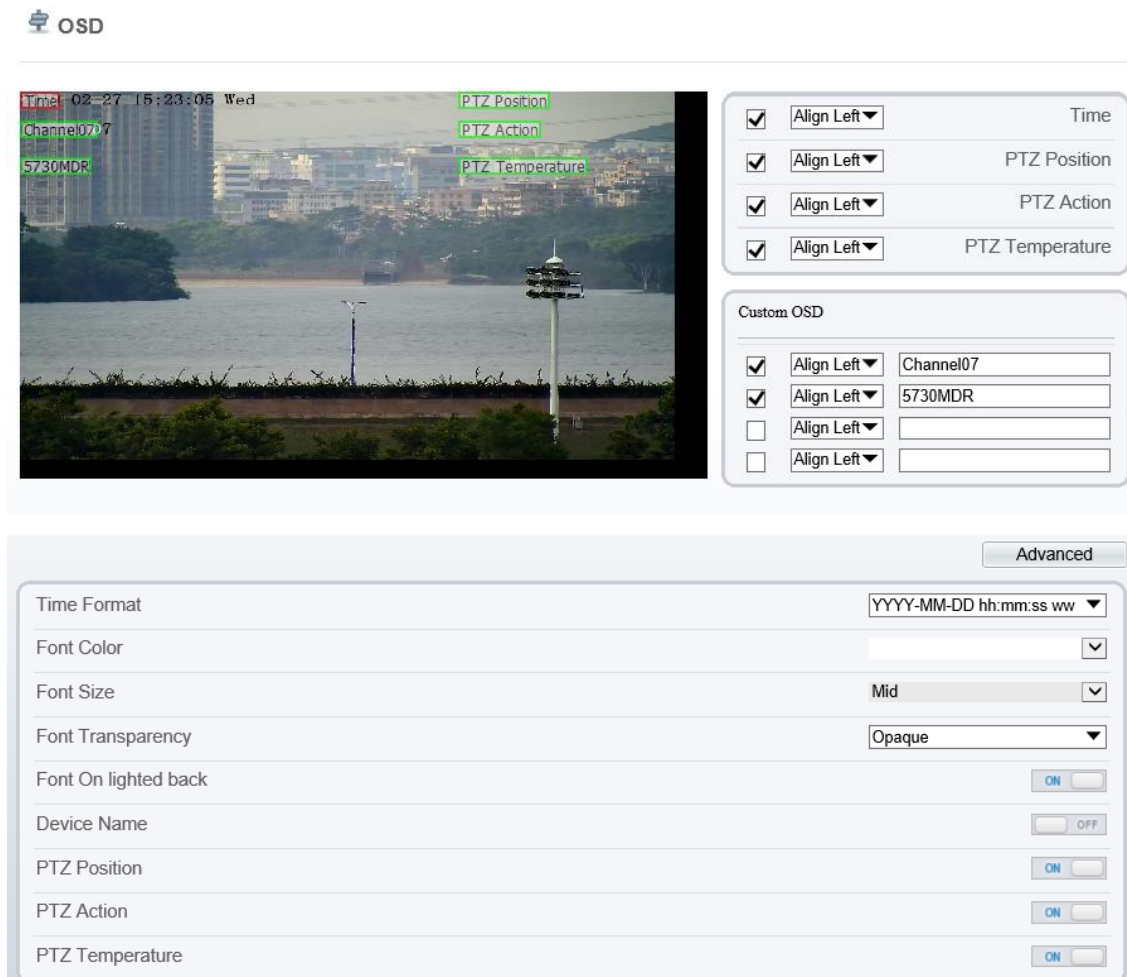 OSD
Time 02-27 15:23:05 Wed
PTZ Position
Channel07 7
PTZ Action
5730MDR
PTZ Temperature
Align Left Time
Align Left PTZ Position
Align Left PTZ Action
Align Left PTZ Temperature
Custom OSD
Align Left Channel07
Align Left 5730MDR
Align Left
Align Left
Advanced
Time Format YYYY-MM-DD hh:mm:ss ww
Font Color
Font Size Mid
Font Transparency Opaque
Font On lighted back ON
Device Name OFF
PTZ Position ON
PTZ Action ON
PTZ Temperature ON